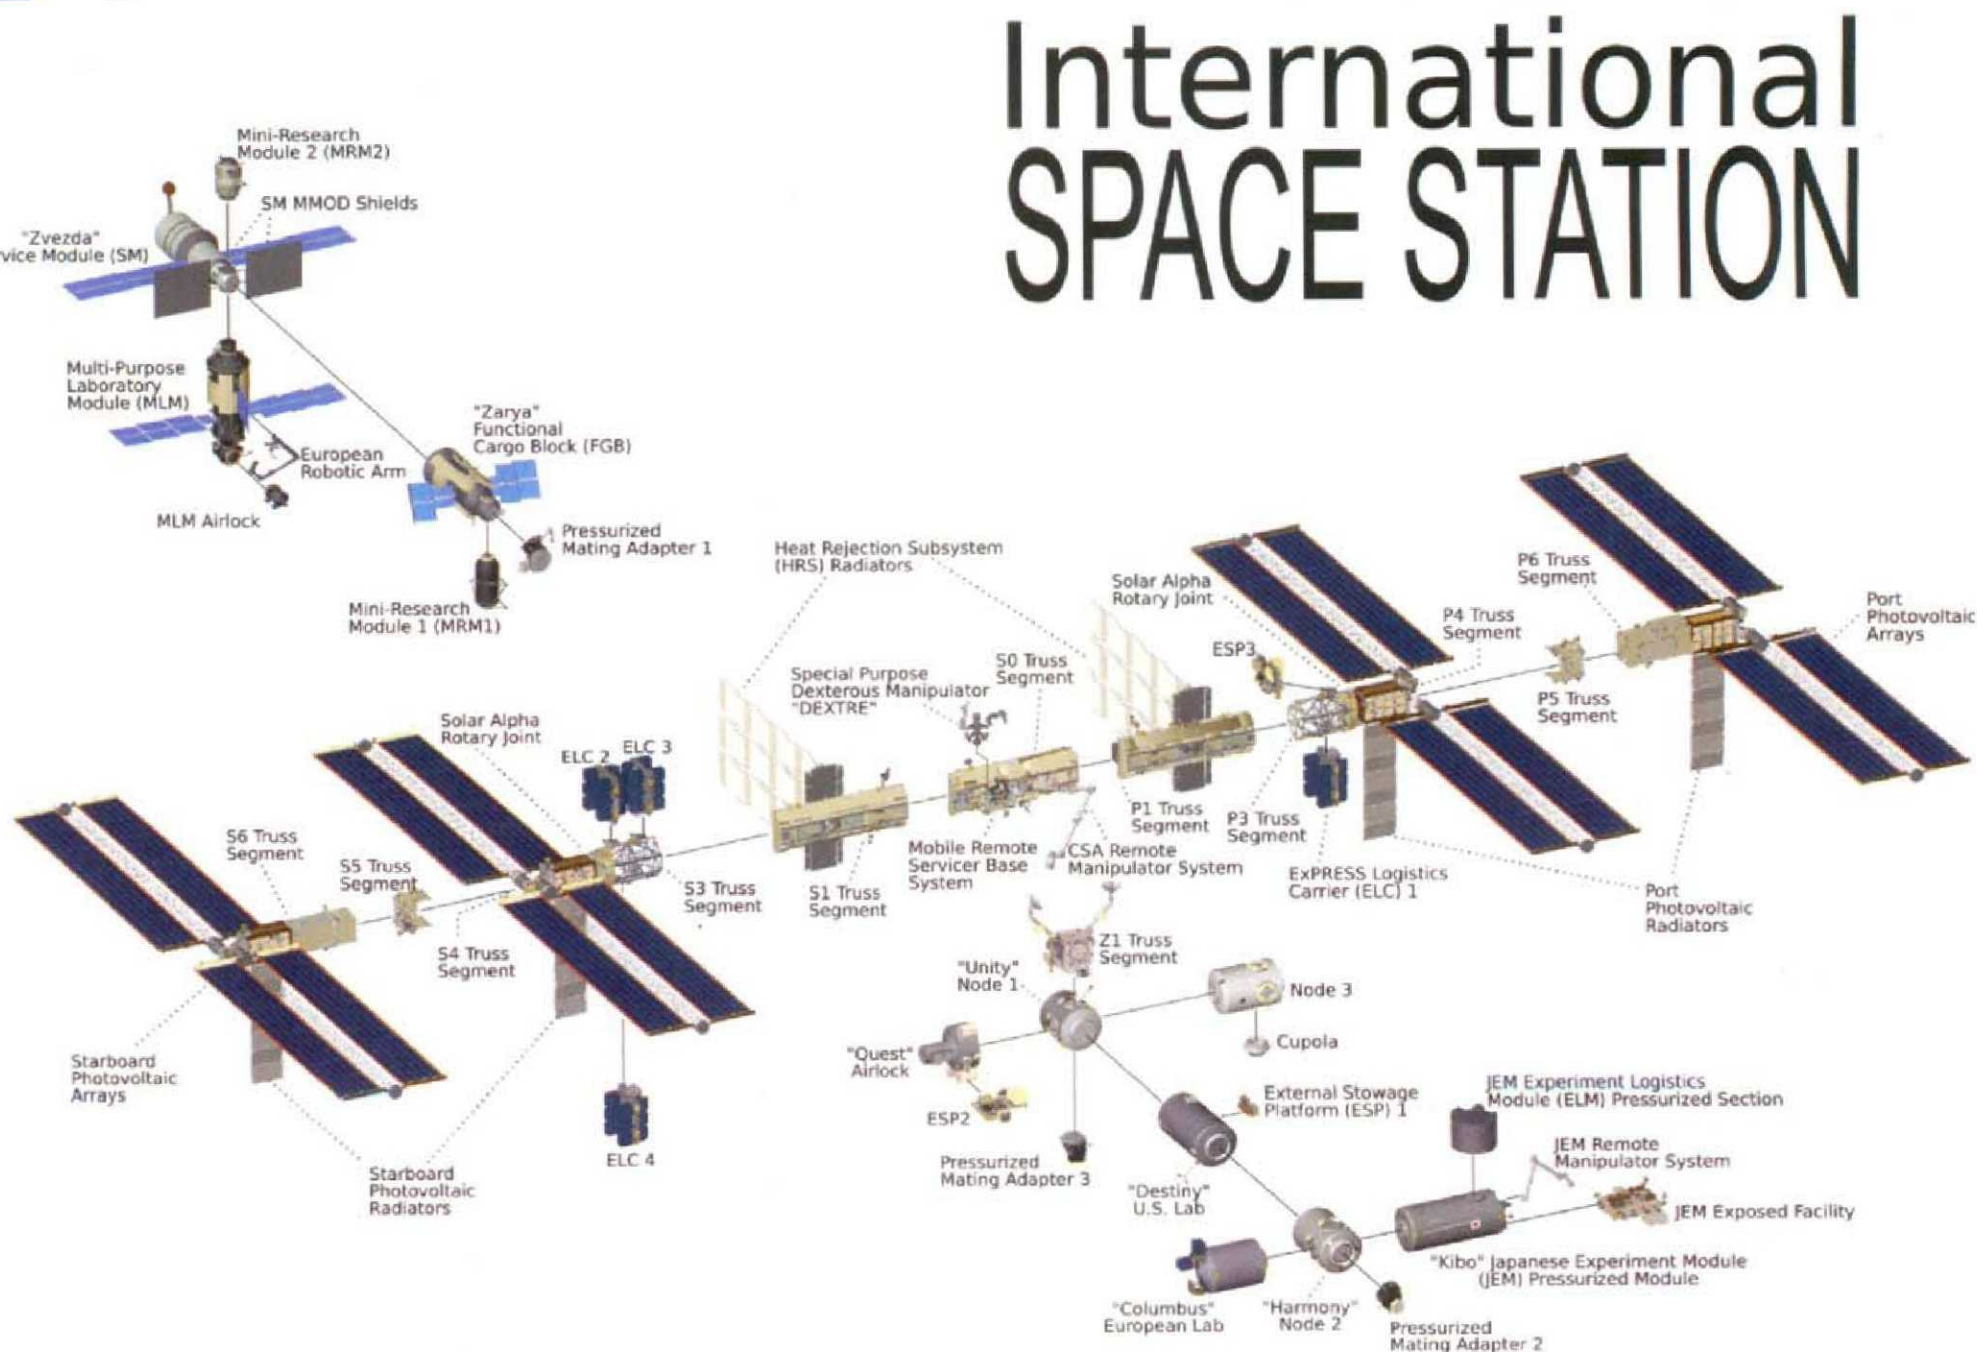 International
SPACE STATION
Mini-Research
Module 2 (MRM2)
SM MMOD Shields
"Zvezda"
vice Module (SM)
Multi-Purpose
Laboratory
Module (MLM)
European
Robotic Arm
MLM Airlock
"Zarya"
Functional
Cargo Block (FGB)
Pressurized
Mating Adapter 1
Mini-Research
Module 1 (MRM1)
Heat Rejection Subsystem
(HRS) Radiators
Special Purpose
Dexterous Manipulator
"DEXTRE"
S0 Truss
Segment
Solar Alpha
Rotary Joint
ESP3
P4 Truss
Segment
P6 Truss
Segment
Port
Photovoltaic
Arrays
P5 Truss
Segment
Solar Alpha
Rotary Joint
ELC 2
ELC 3
S6 Truss
Segment
S5 Truss
Segment
S4 Truss
Segment
S3 Truss
Segment
S1 Truss
Segment
Mobile Remote
Servicer Base
System
CSA Remote
Manipulator System
P1 Truss
Segment
P3 Truss
Segment
ExPRESS Logistics
Carrier (ELC) 1
Port
Photovoltaic
Radiators
Starboard
Photovoltaic
Arrays
Starboard
Photovoltaic
Radiators
ELC 4
Z1 Truss
Segment
"Unity"
Node 1
Node 3
Cupola
"Quest"
Airlock
ESP2
Pressurized
Mating Adapter 3
External Stowage
Platform (ESP) 1
"Destiny"
U.S. Lab
JEM Experiment Logistics
Module (ELM) Pressurized Section
JEM Remote
Manipulator System
JEM Exposed Facility
"Kibo" Japanese Experiment Module
(JEM) Pressurized Module
"Columbus"
European Lab
"Harmony"
Node 2
Pressurized
Mating Adapter 2